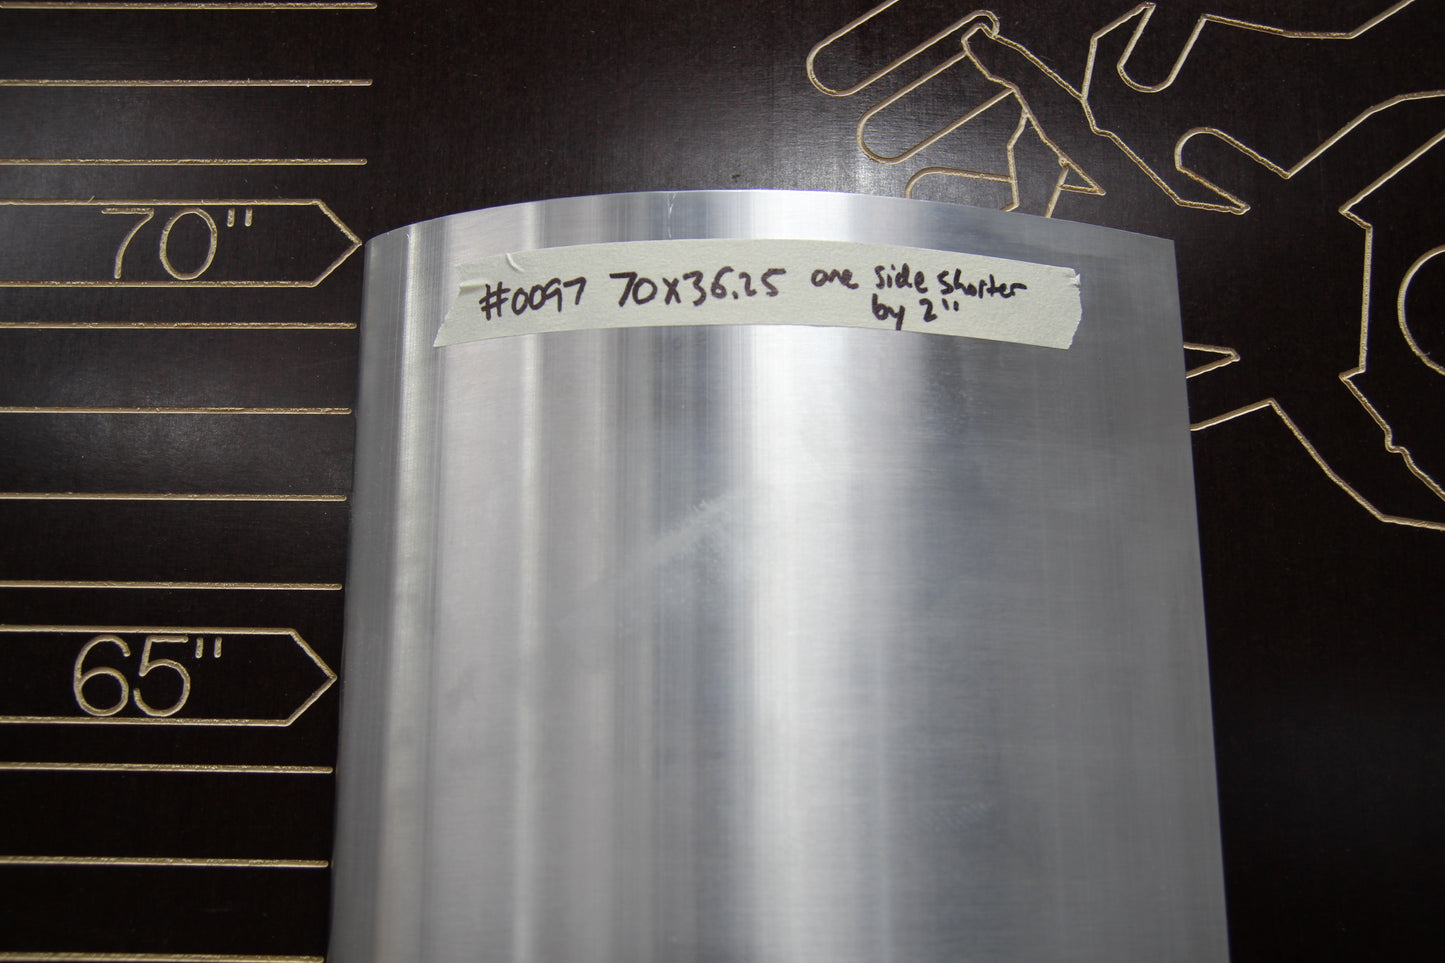 70"
#0097 70x36.25 one side shorter
by 2"
65"